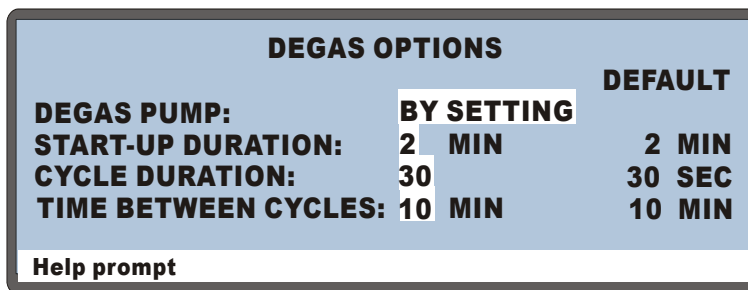 DEGAS OPTIONS
DEFAULT
DEGAS PUMP: BY SETTING
START-UP DURATION: 2 MIN 2 MIN
CYCLE DURATION: 30 30 SEC
TIME BETWEEN CYCLES: 10 MIN 10 MIN
Help prompt